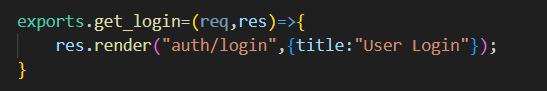 exports.get_login=(req,res)=>{
    res.render("auth/login",{title:"User Login"});
}